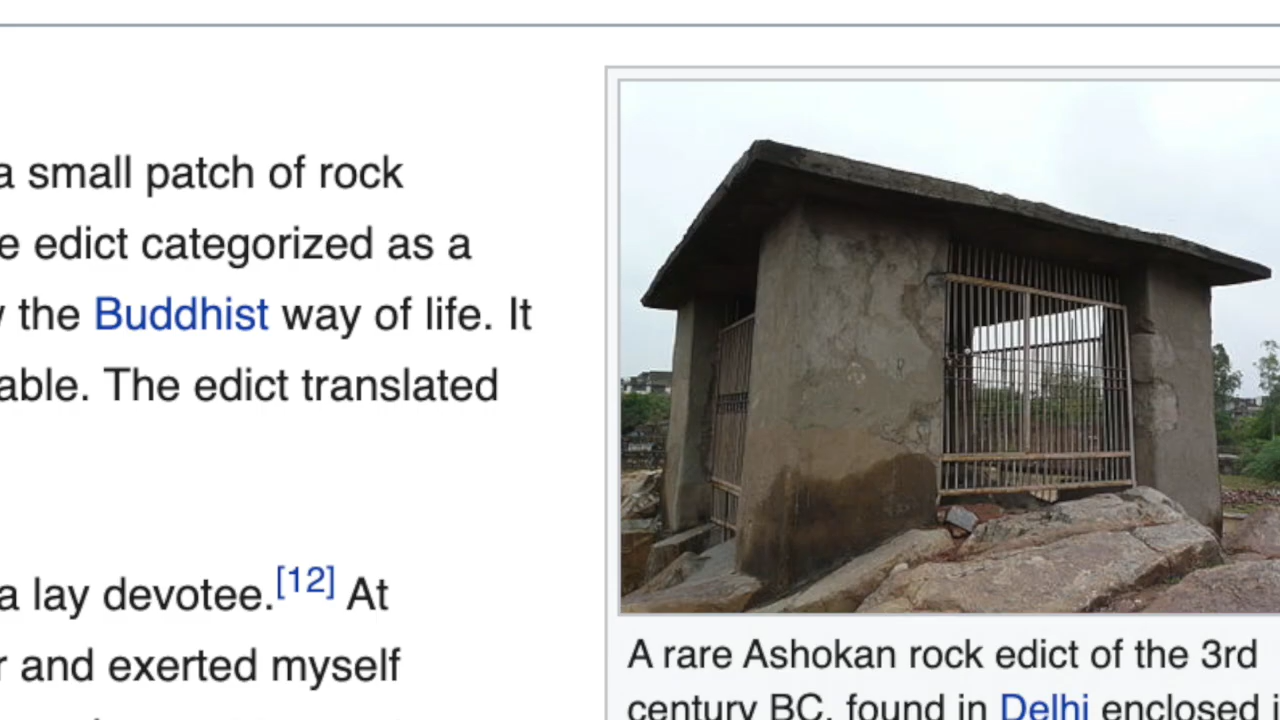 a small patch of rock
e edict categorized as a
the Buddhist way of life. It
able. The edict translated
a lay devotee.[12] At
r and exerted myself
A rare Ashokan rock edict of the 3rd
century BC, found in Delhi enclosed i